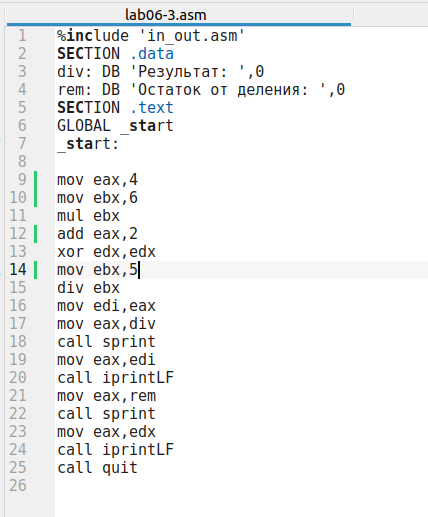 lab06-3.asm
1 %include 'in_out.asm'
2 SECTION .data
3 div: DB 'Результат: ',0
4 rem: DB 'Остаток от деления: ',0
5 SECTION .text
6 GLOBAL _start
7 _start:
8
9 mov eax,4
10 mov ebx,6
11 mul ebx
12 add eax,2
13 xor edx,edx
14 mov ebx,5
15 div ebx
16 mov edi,eax
17 mov eax,div
18 call sprint
19 mov eax,edi
20 call iprintLF
21 mov eax,rem
22 call sprint
23 mov eax,edx
24 call iprintLF
25 call quit
26